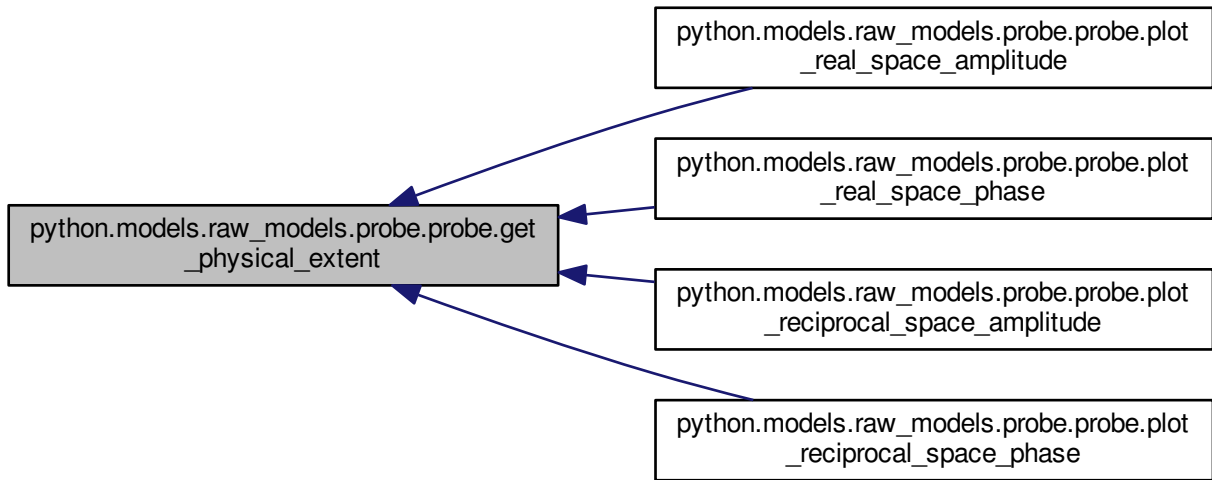 python.models.raw_models.probe.probe.plot
_real_space_amplitude
python.models.raw_models.probe.probe.plot
_real_space_phase
python.models.raw_models.probe.probe.get
_physical_extent
python.models.raw_models.probe.probe.plot
_reciprocal_space_amplitude
python.models.raw_models.probe.probe.plot
_reciprocal_space_phase